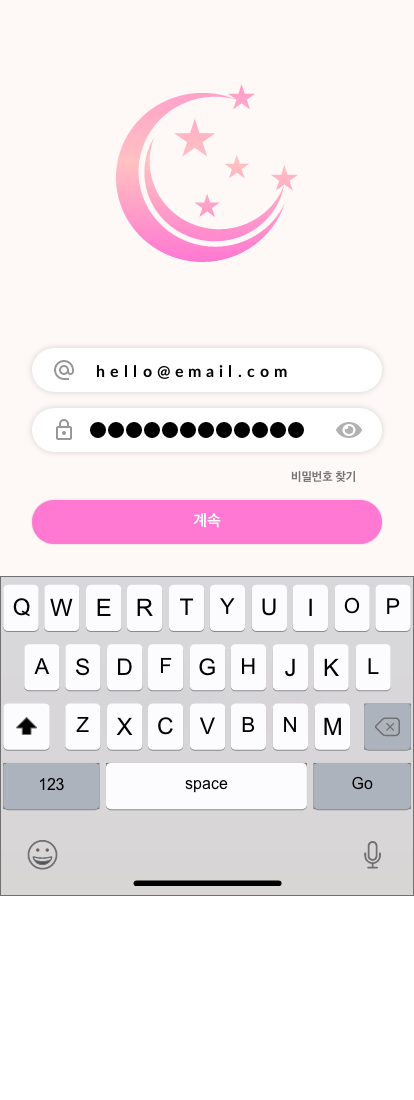 hello@email.com
비밀번호 찾기
계속
Q W E R T Y U I O P
A S D F G H J K L
Z X C V B N M
123 space Go